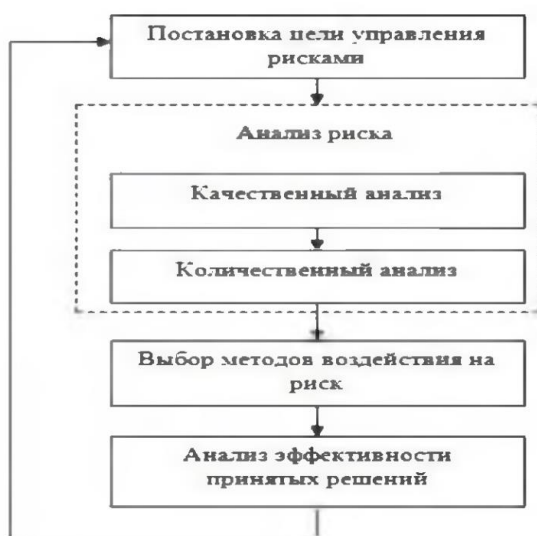 Постановка цели управления
рисками
Анализ риска
Качественный анализ
Количественный анализ
Выбор методов воздействия на
риск
Анализ эффективности
принятых решений